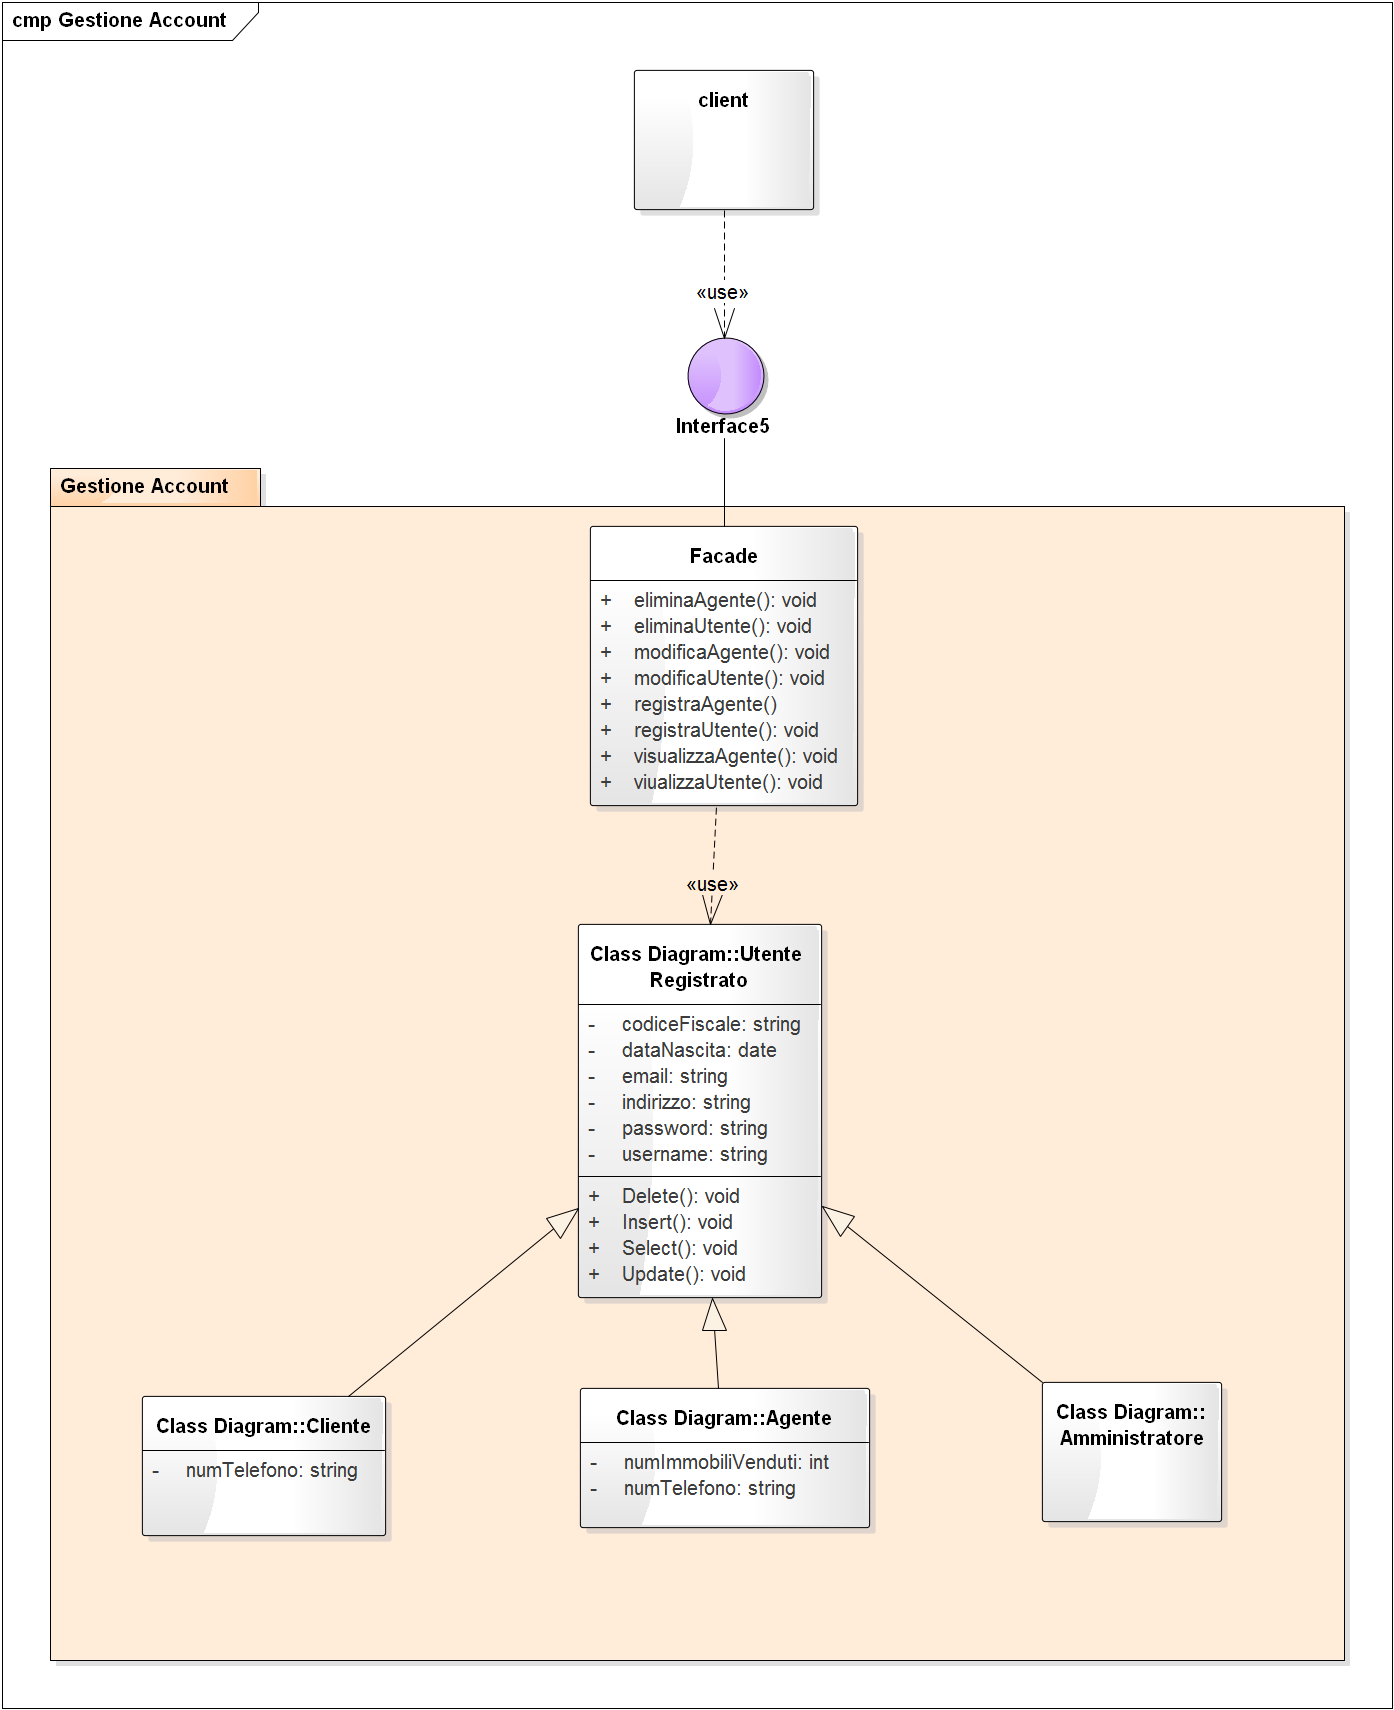 cmp Gestione Account
client
«use»
Interface5
Gestione Account
Facade
+ eliminaAgente(): void
+ eliminaUtente(): void
+ modificaAgente(): void
+ modificaUtente(): void
+ registraAgente()
+ registraUtente(): void
+ visualizzaAgente(): void
+ viualizzaUtente(): void
«use»
Class Diagram::Utente
Registrato
- codiceFiscale: string
- dataNascita: date
- email: string
- indirizzo: string
- password: string
- username: string
+ Delete(): void
+ Insert(): void
+ Select(): void
+ Update(): void
Class Diagram::Cliente
- numTelefono: string
Class Diagram::Agente
- numImmobiliVenduti: int
- numTelefono: string
Class Diagram::
Amministratore